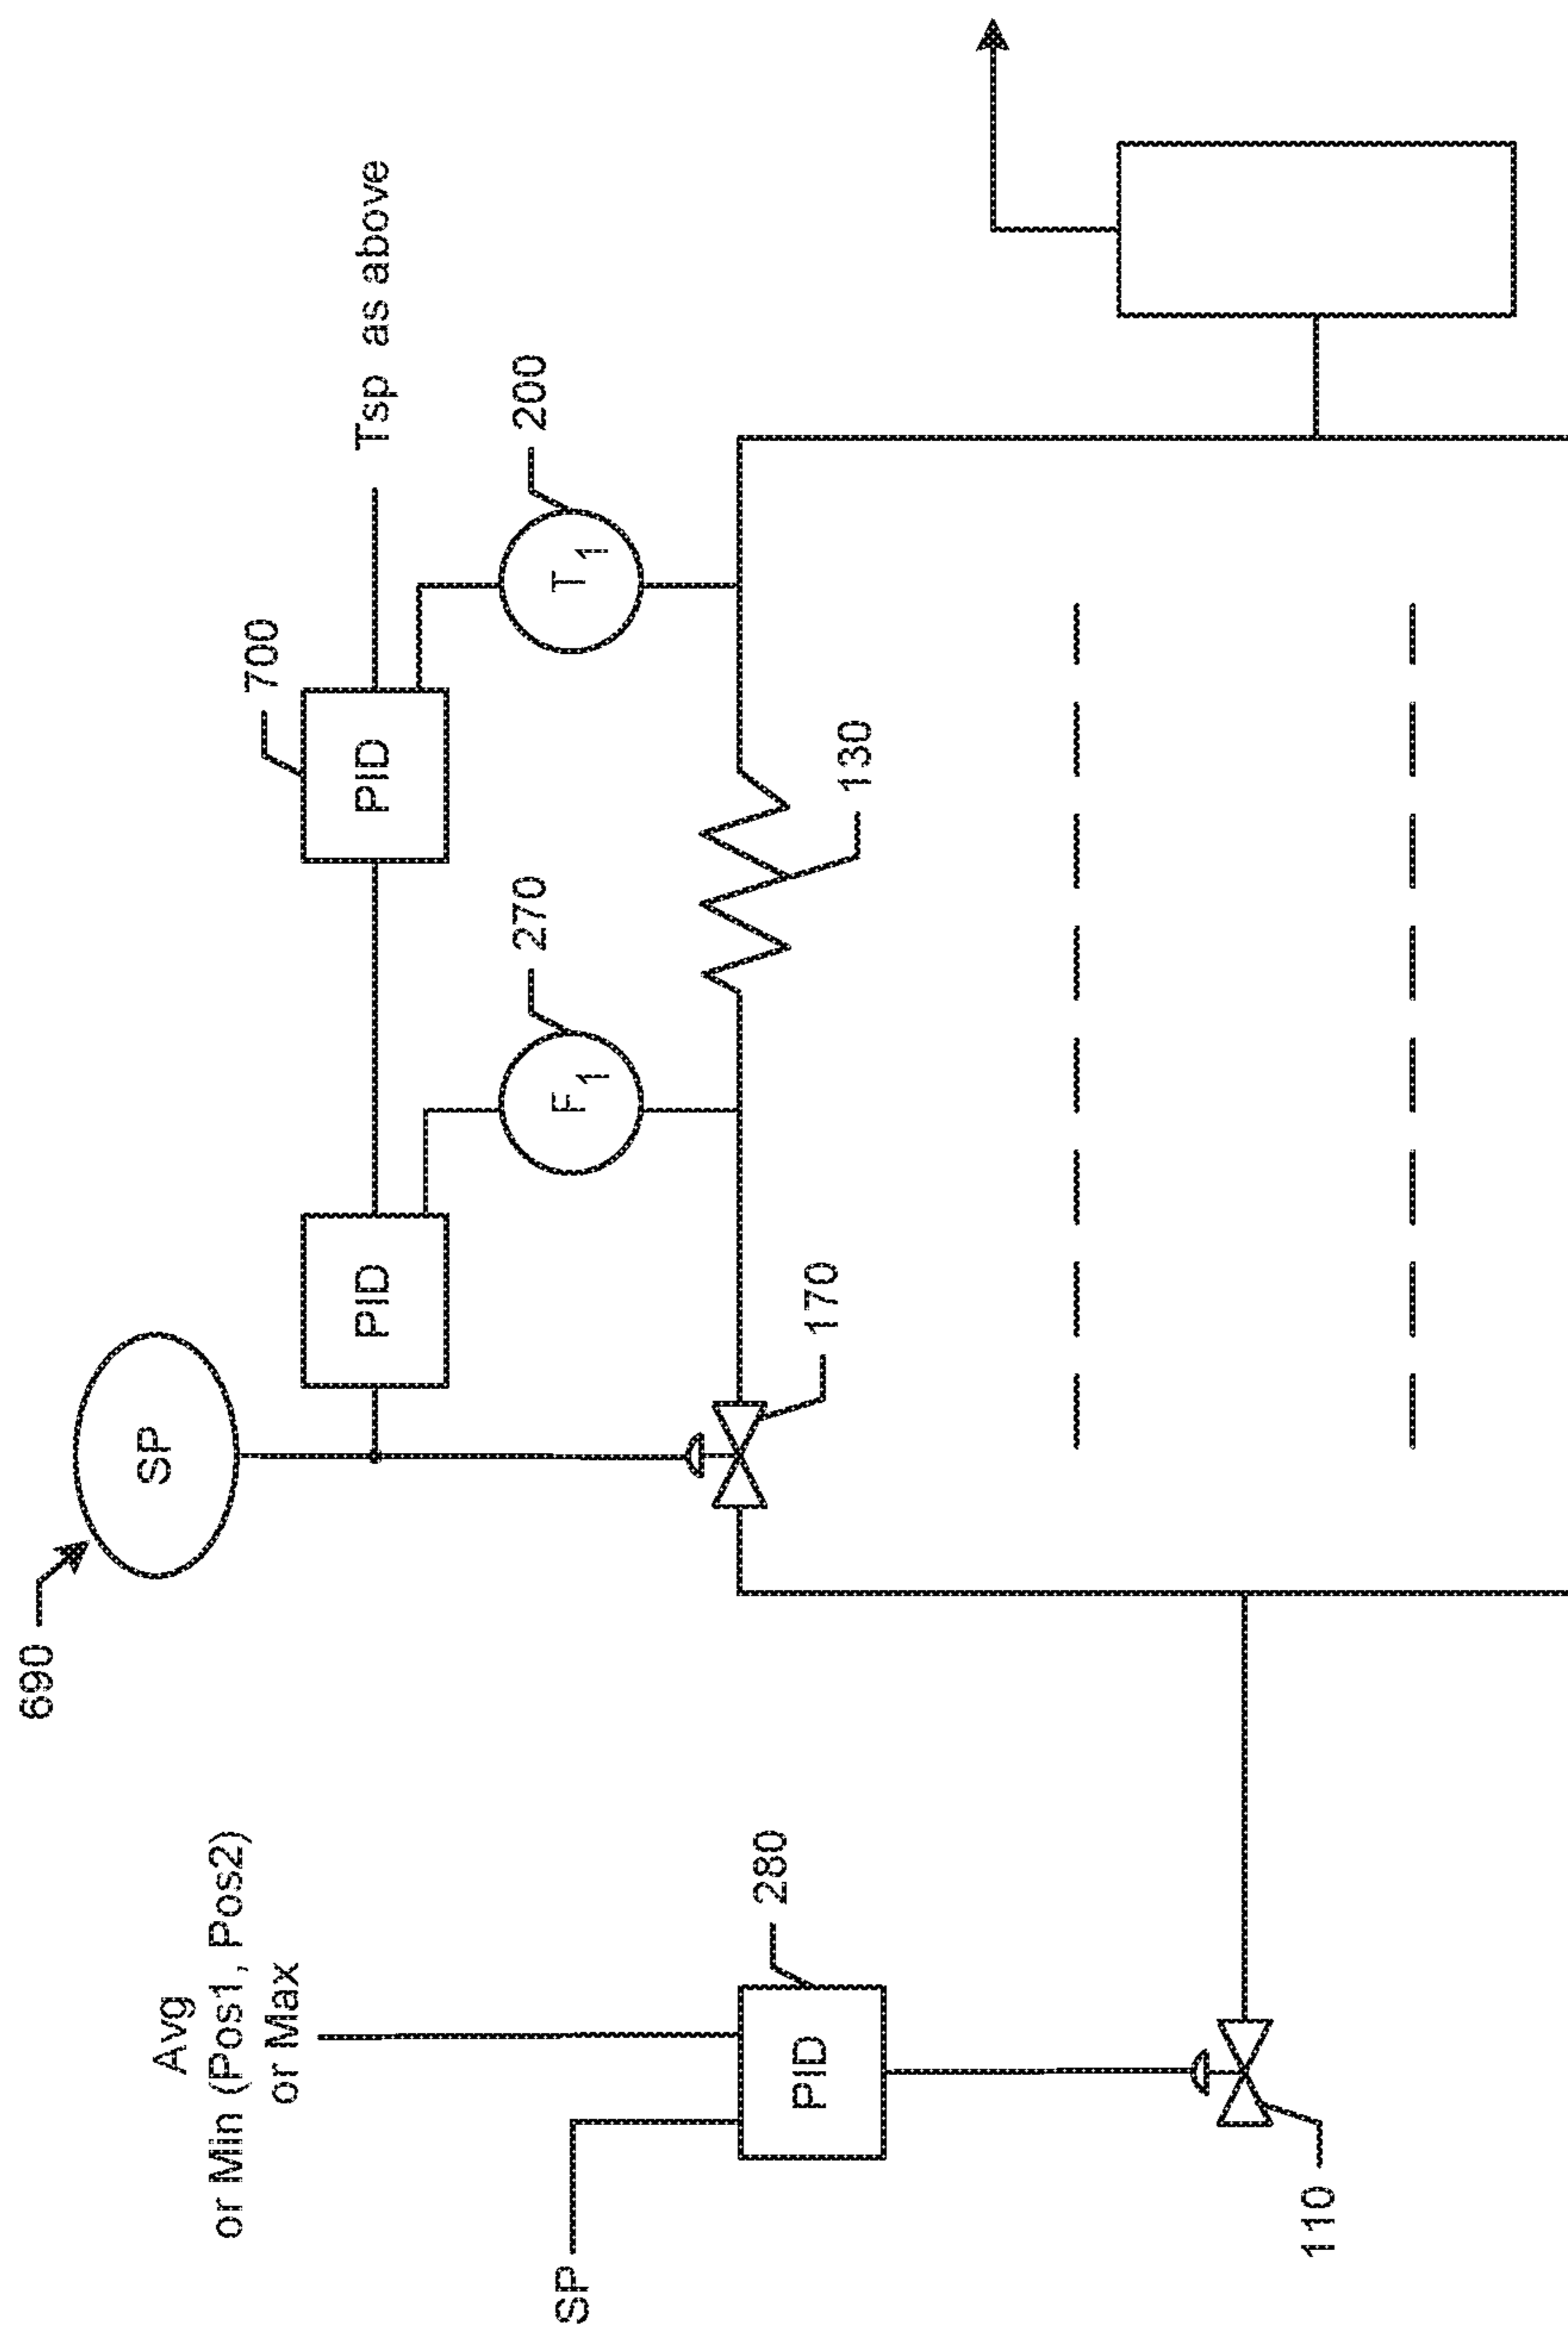 690
SP
Avg
or Min (Pos1, Pos2)
or Max
PID
PID
700
Tsp as above
SP
280
PID
F1
270
T1
200
170
130
110